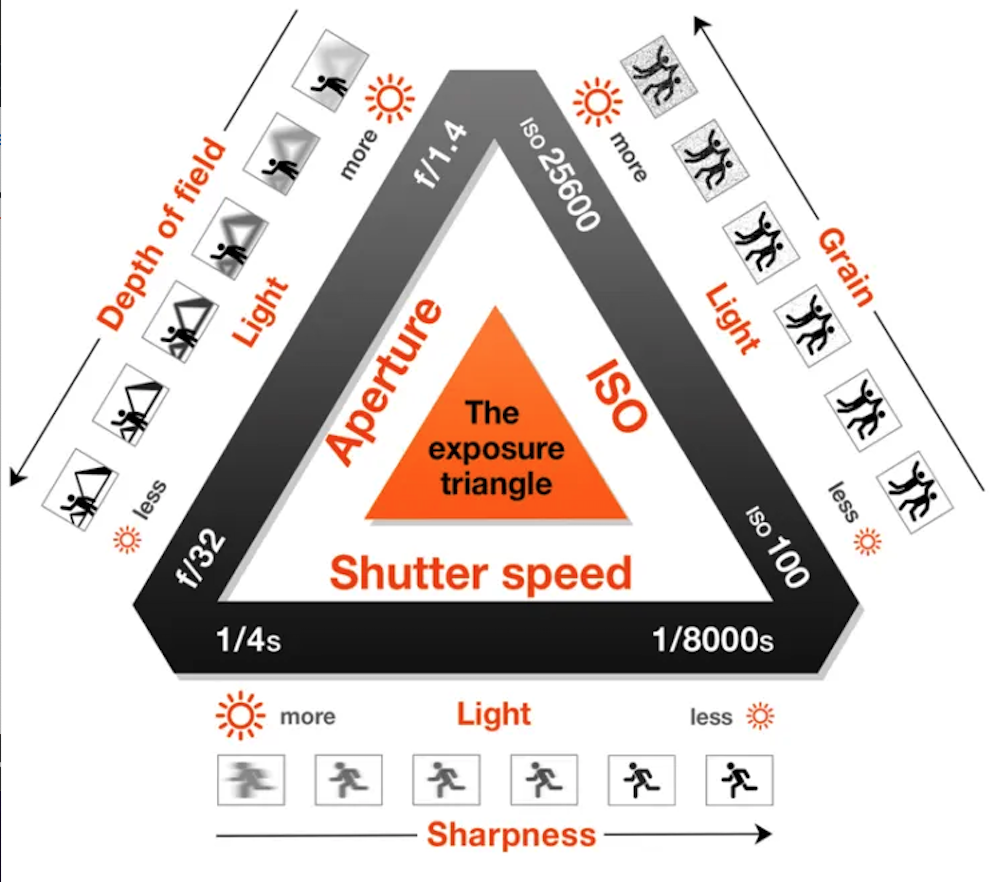 f/1.4
ISO 25600
more
more
Depth of field
Light
Light
Grain
Aperture
ISO
The
exposure
triangle
less
less
f/32
ISO 100
Shutter speed
1/4s
1/8000s
more
Light
less
Sharpness